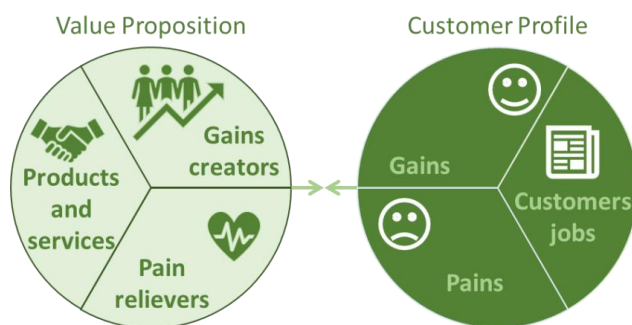 Value Proposition
Gains
creators
Products
and
services
Pain
relievers
Customer Profile
Gains
Customers
jobs
Pains